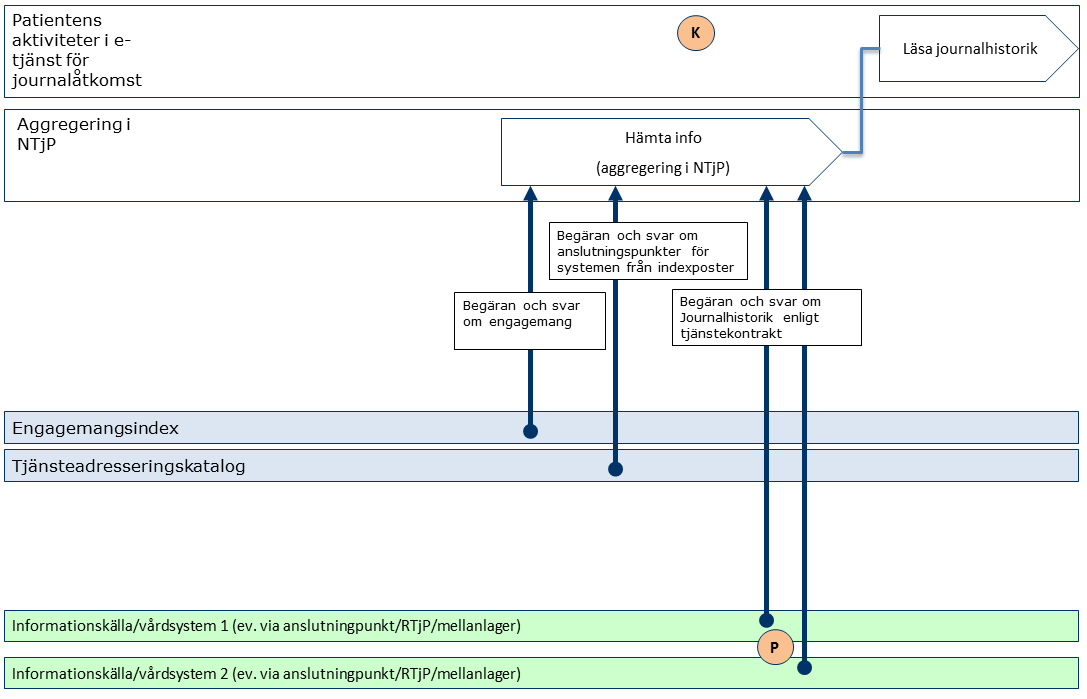 Patientens
aktiviteter i e-
tjänst för
journalåtkomst
K
Läsa journalhistorik
Aggregering i
NTjP
Hämta info
(aggregering i NTjP)
Begäran och svar om
anslutningspunkter för
systemen från indexposter
Begäran och svar
om engagemang
Begäran och svar om
Journalhistorik enligt
tjänstekontrakt
Engagemangsindex
Tjänsteadresseringskatalog
Informationskälla/vårdsystem 1 (ev. via anslutningpunkt/RTjP/mellanlager)
P
Informationskälla/vårdsystem 2 (ev. via anslutningpunkt/RTjP/mellanlager)